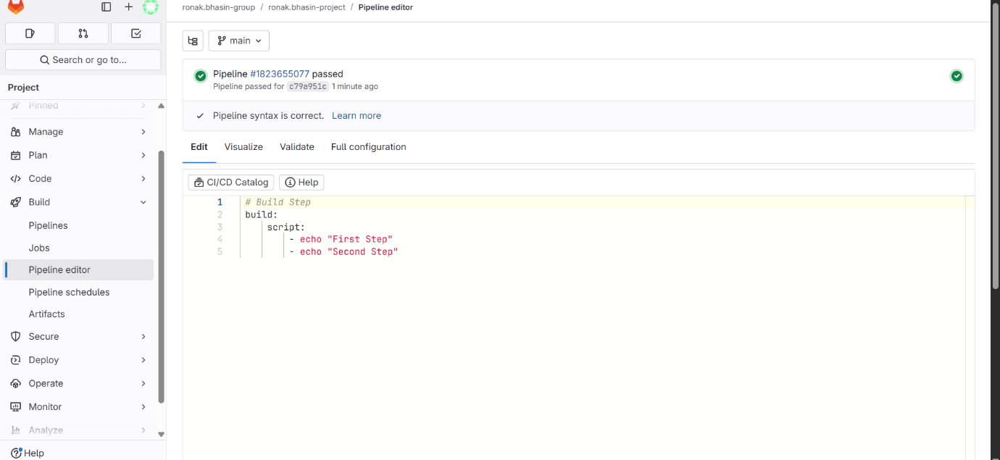 ronak.bhasin-group / ronak.bhasin-project / Pipeline editor
Search or go to...
Project
Pinned
Manage
Plan
Code
Build
Pipelines
Jobs
Pipeline editor
Pipeline schedules
Artifacts
Secure
Deploy
Operate
Monitor
Analyze
Help
main
Pipeline #1823655077 passed
Pipeline passed for c79a951c 1 minute ago
Pipeline syntax is correct. Learn more
Edit Visualize Validate Full configuration
CI/CD Catalog Help
1 # Build Step
2 build:
3 script:
4 - echo "First Step"
5 - echo "Second Step"